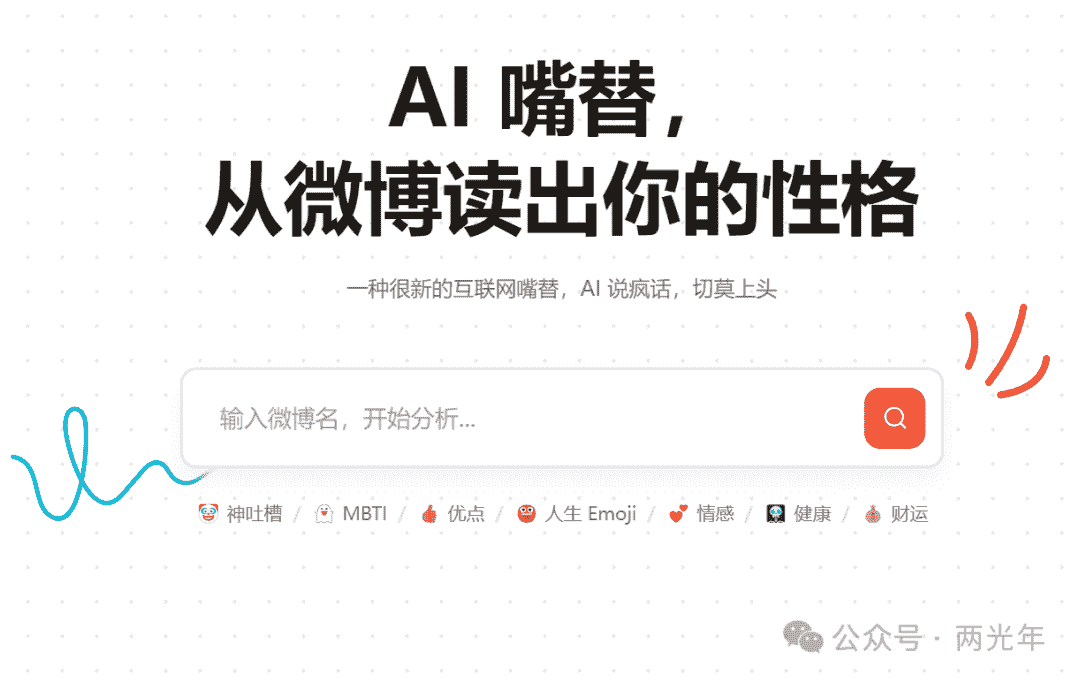 AI 嘴替，
从微博读出你的性格
一种很新的互联网嘴替，AI 说疯话，切莫上头
输入微博名，开始分析...
神吐槽 / MBTI / 优点 / 人生 Emoji / 情感 / 健康 / 财运
公众号 · 两光年